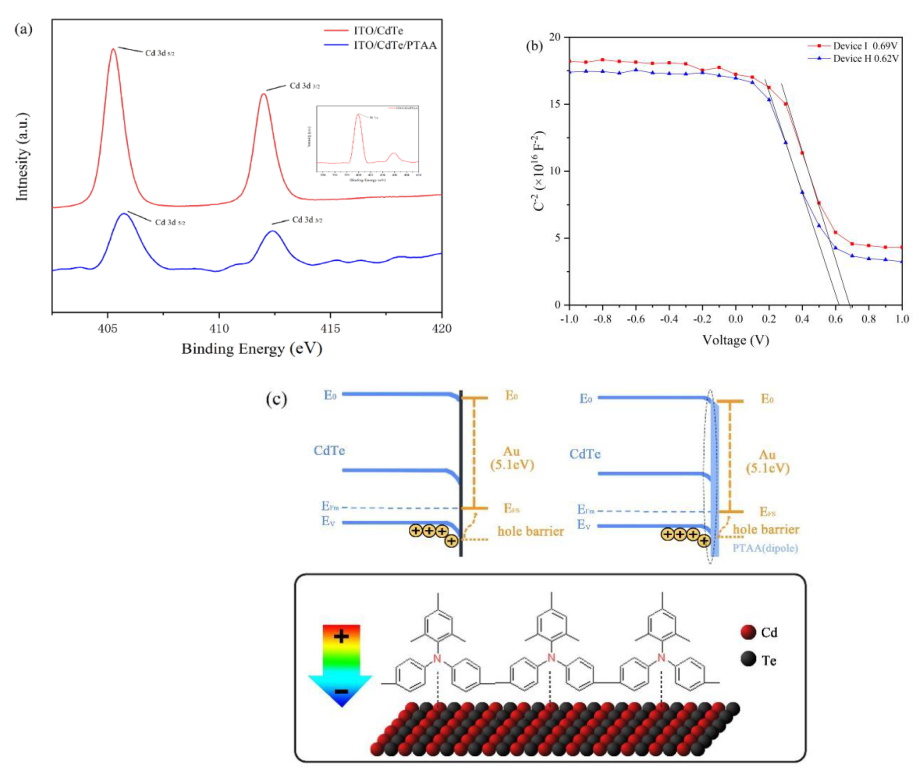 (a)
ITO/CdTe
ITO/CdTe/PTAA
Cd 3d 5/2
Cd 3d 3/2
Cd 3d 5/2
Cd 3d 3/2
Intnesity (a.u.)
Binding Energy (eV)
405
410
415
420
Binding Energy (eV)
(b)
Device I 0.69V
Device H 0.62V
20
15
10
5
0
C⁻² (×10¹⁶ F⁻²)
-1.0 -0.8 -0.6 -0.4 -0.2 0.0 0.2 0.4 0.6 0.8 1.0
Voltage (V)
(c)
E₀ E₀
CdTe Au
(5.1eV)
EFm
EV
hole barrier
E₀ E₀
CdTe Au
(5.1eV)
EFm
EV
hole barrier
PTAA(dipole)
+
-
N N N
Cd
Te